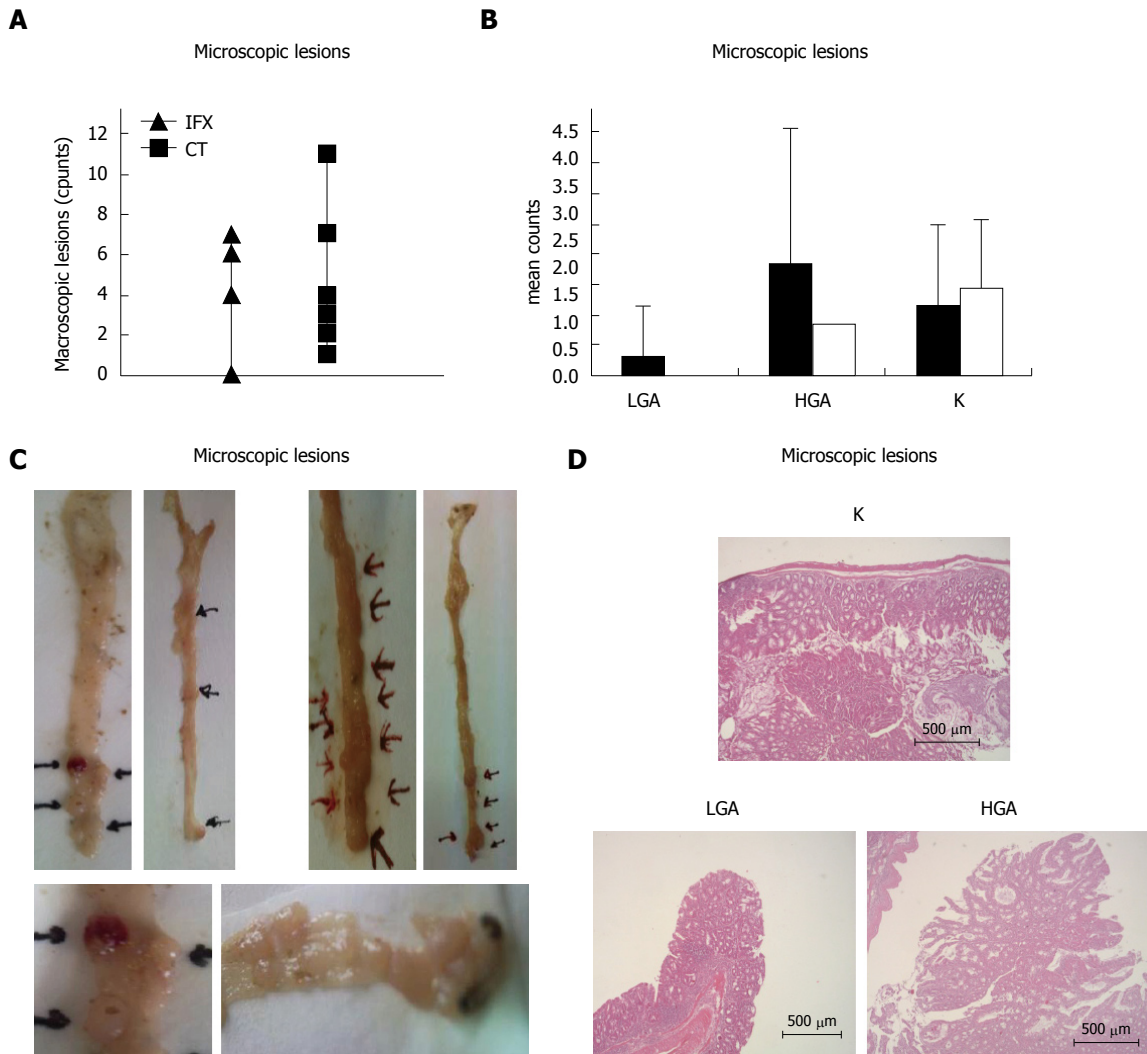 A
Microscopic lesions
Macroscopic lesions (cpunts)
12
10
8
6
4
2
0
IFX
CT
B
Microscopic lesions
mean counts
4.5
4.0
3.5
3.0
2.5
2.0
1.5
1.0
0.5
0.0
LGA HGA K
C
Microscopic lesions
D
Microscopic lesions
K
500 μm
LGA
500 μm
HGA
500 μm